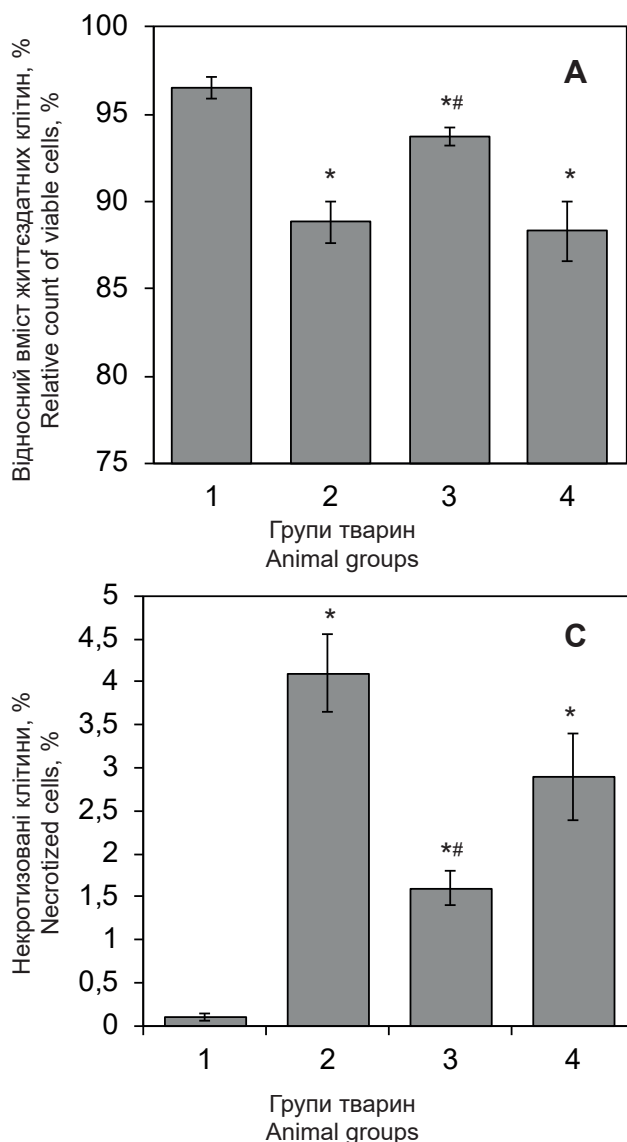 Відносний вміст життєздатних клітин, %
Relative count of viable cells, %
100
95
90
85
80
75
A
*
*#
*
1 2 3 4
Групи тварин
Animal groups
Некротизовані клітини, %
Necrotized cells, %
5
4,5
4
3,5
3
2,5
2
1,5
1
0,5
0
C
*
*#
*
1 2 3 4
Групи тварин
Animal groups